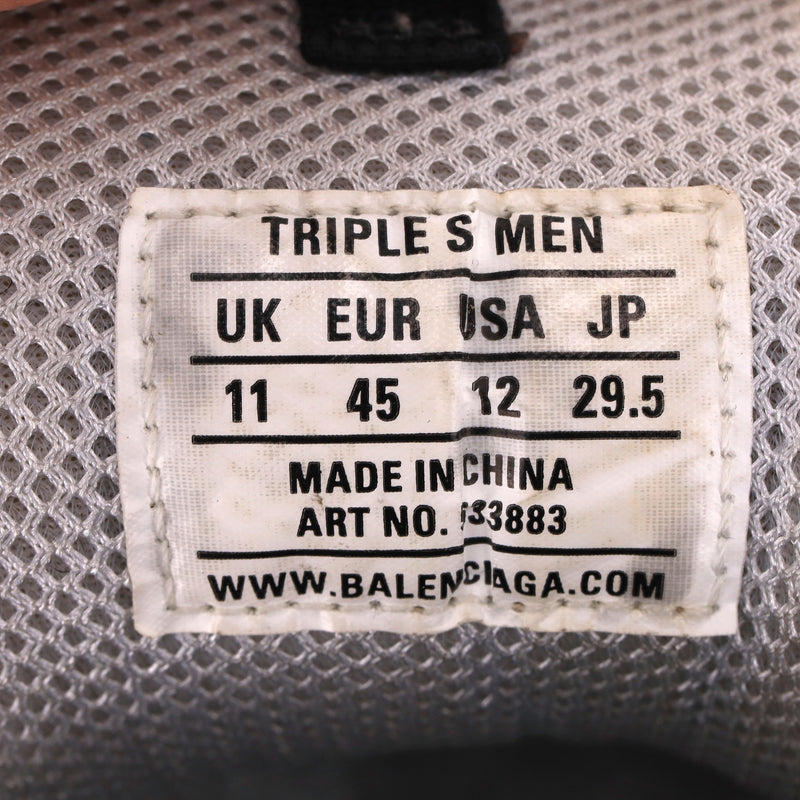 TRIPLE S MEN
UK EUR USA JP
11 45 12 29.5
MADE IN CHINA
ART NO.
WWW.BALENCIAGA.COM